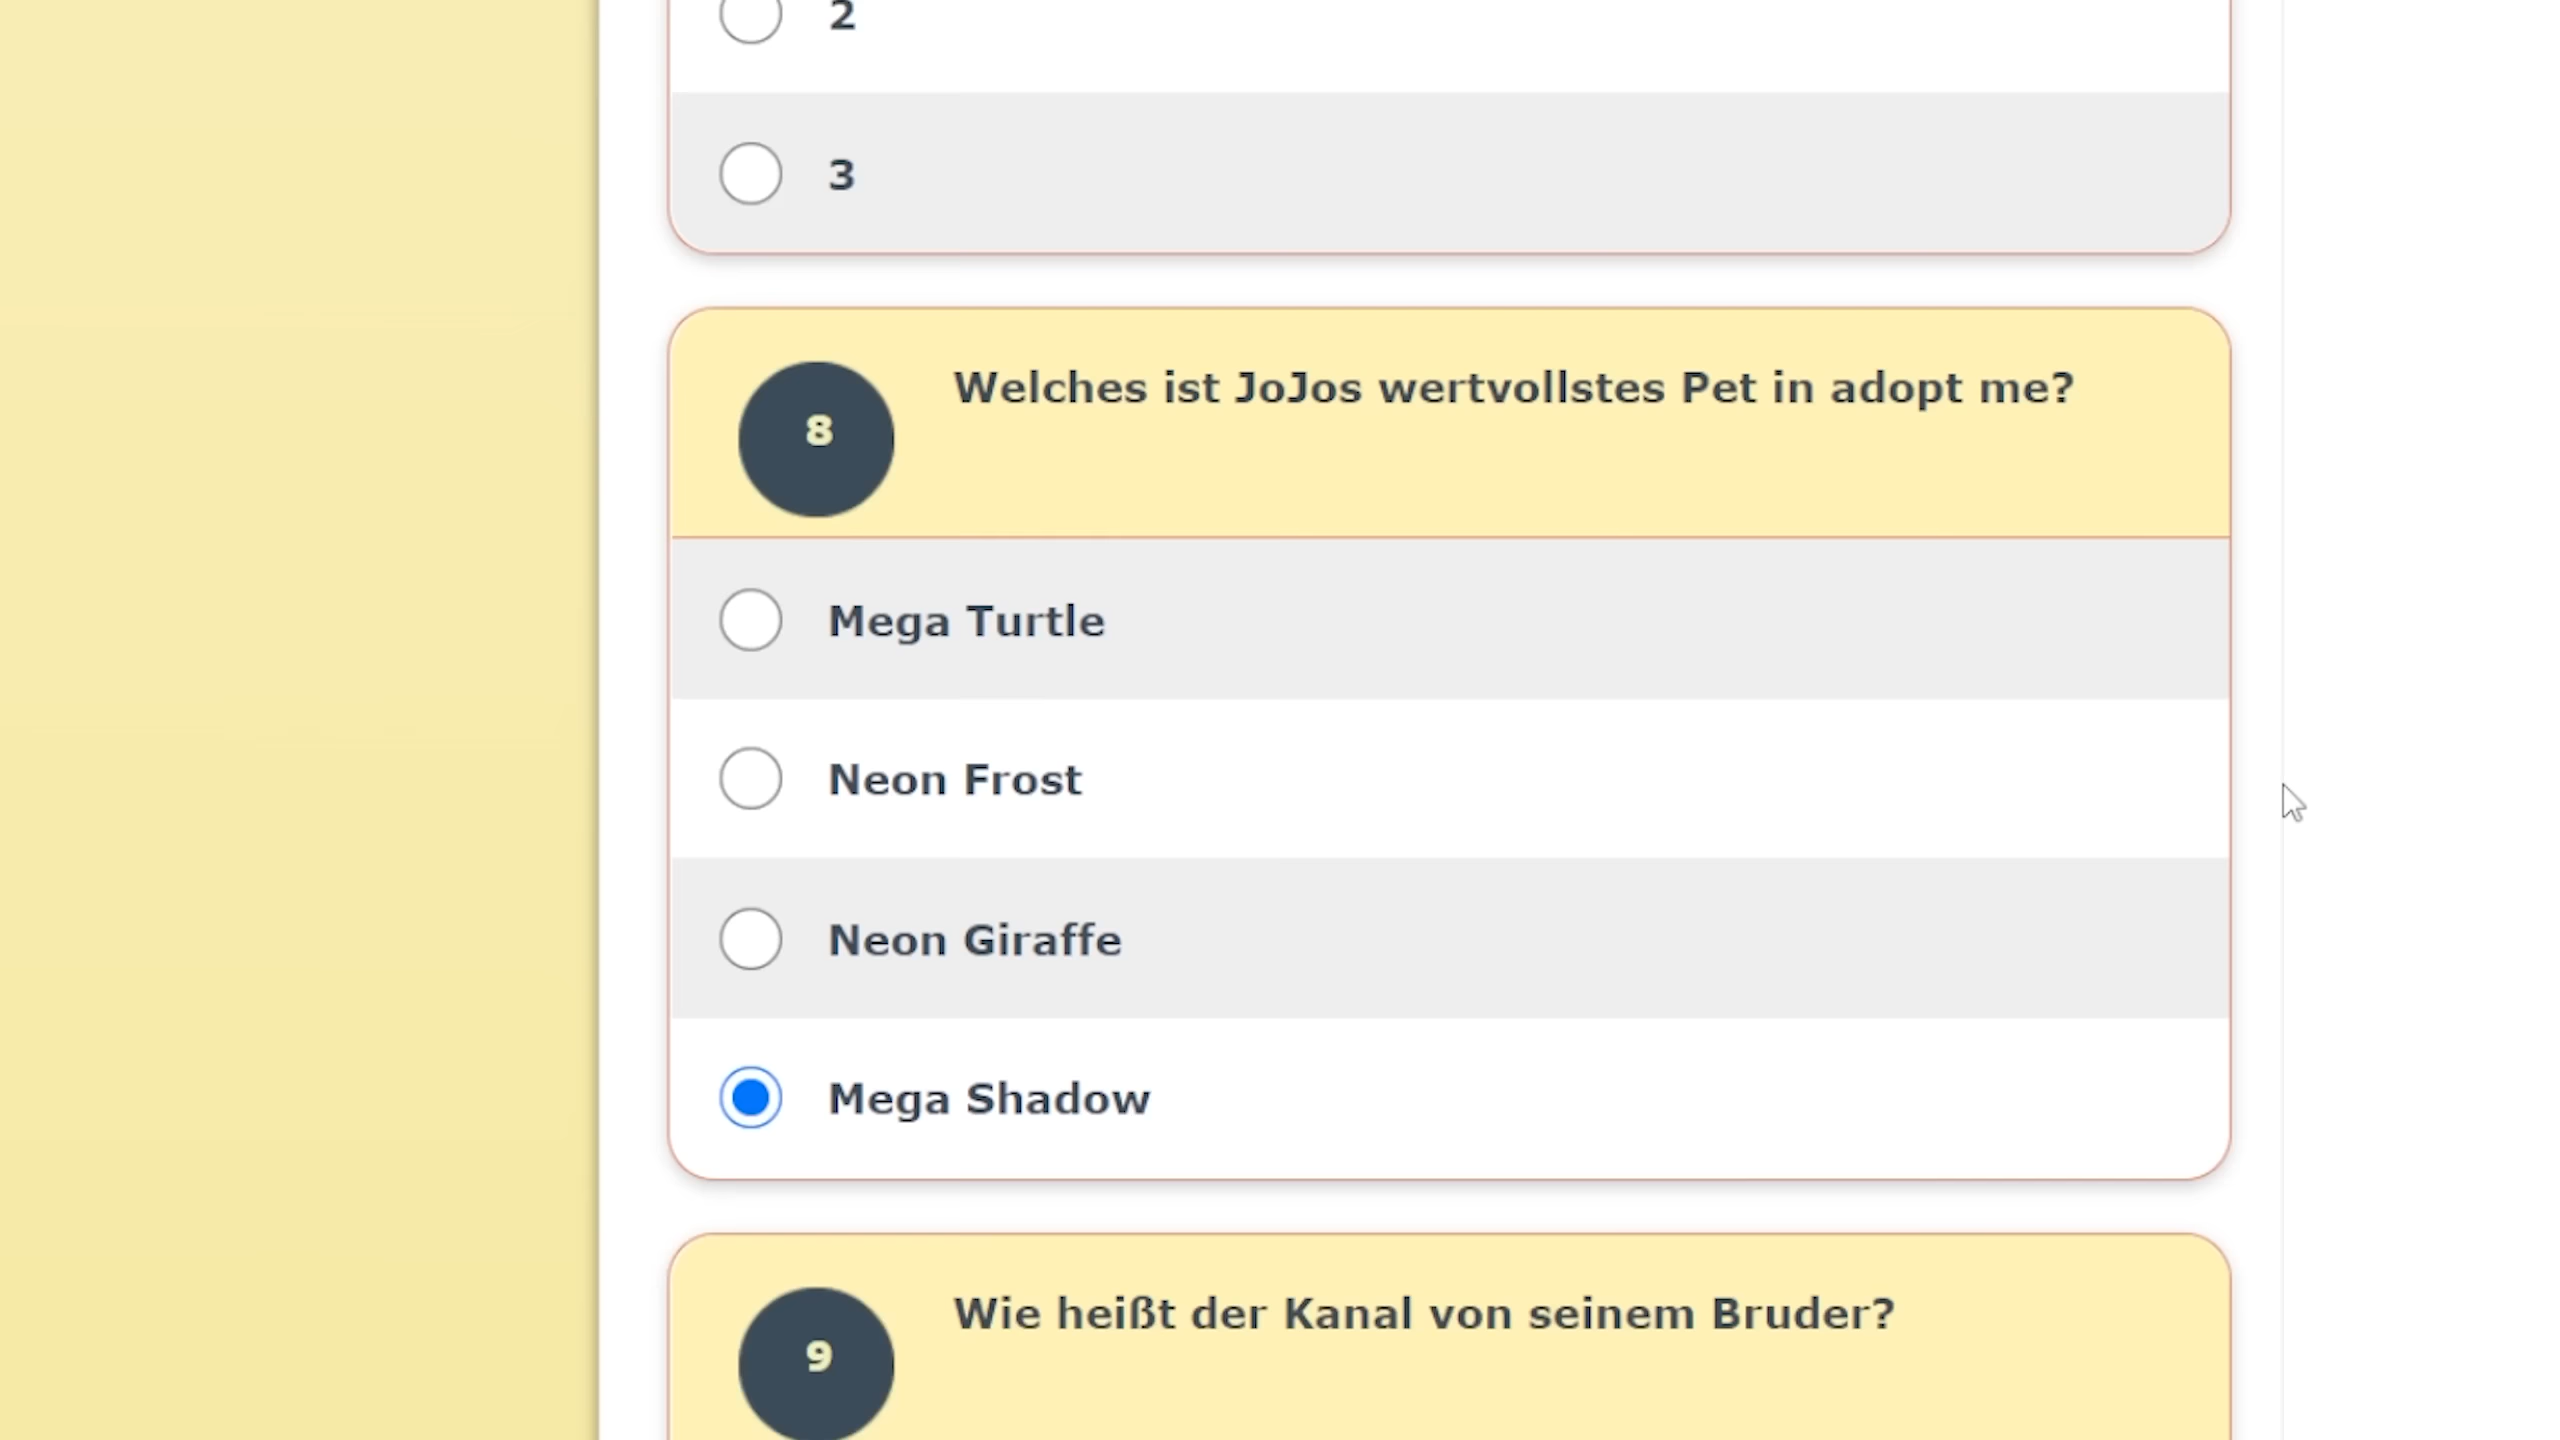 2
3
8
Welches ist JoJos wertvollstes Pet in adopt me?
Mega Turtle
Neon Frost
Neon Giraffe
Mega Shadow
9
Wie heißt der Kanal von seinem Bruder?